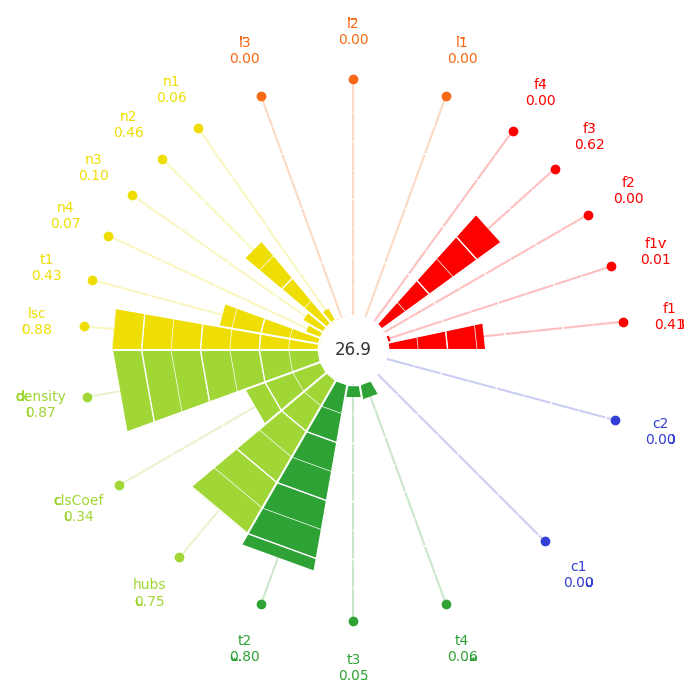 l2
0.00
l3
0.00
l1
0.00
n1
0.06
f4
0.00
n2
0.46
f3
0.62
n3
0.10
f2
0.00
n4
0.07
f1v
0.01
t1
0.43
lsc
0.88
f1
0.41
26.9
density
0.87
c2
0.00
clsCoef
0.34
c1
0.00
hubs
0.75
t2
0.80
t3
0.05
t4
0.06